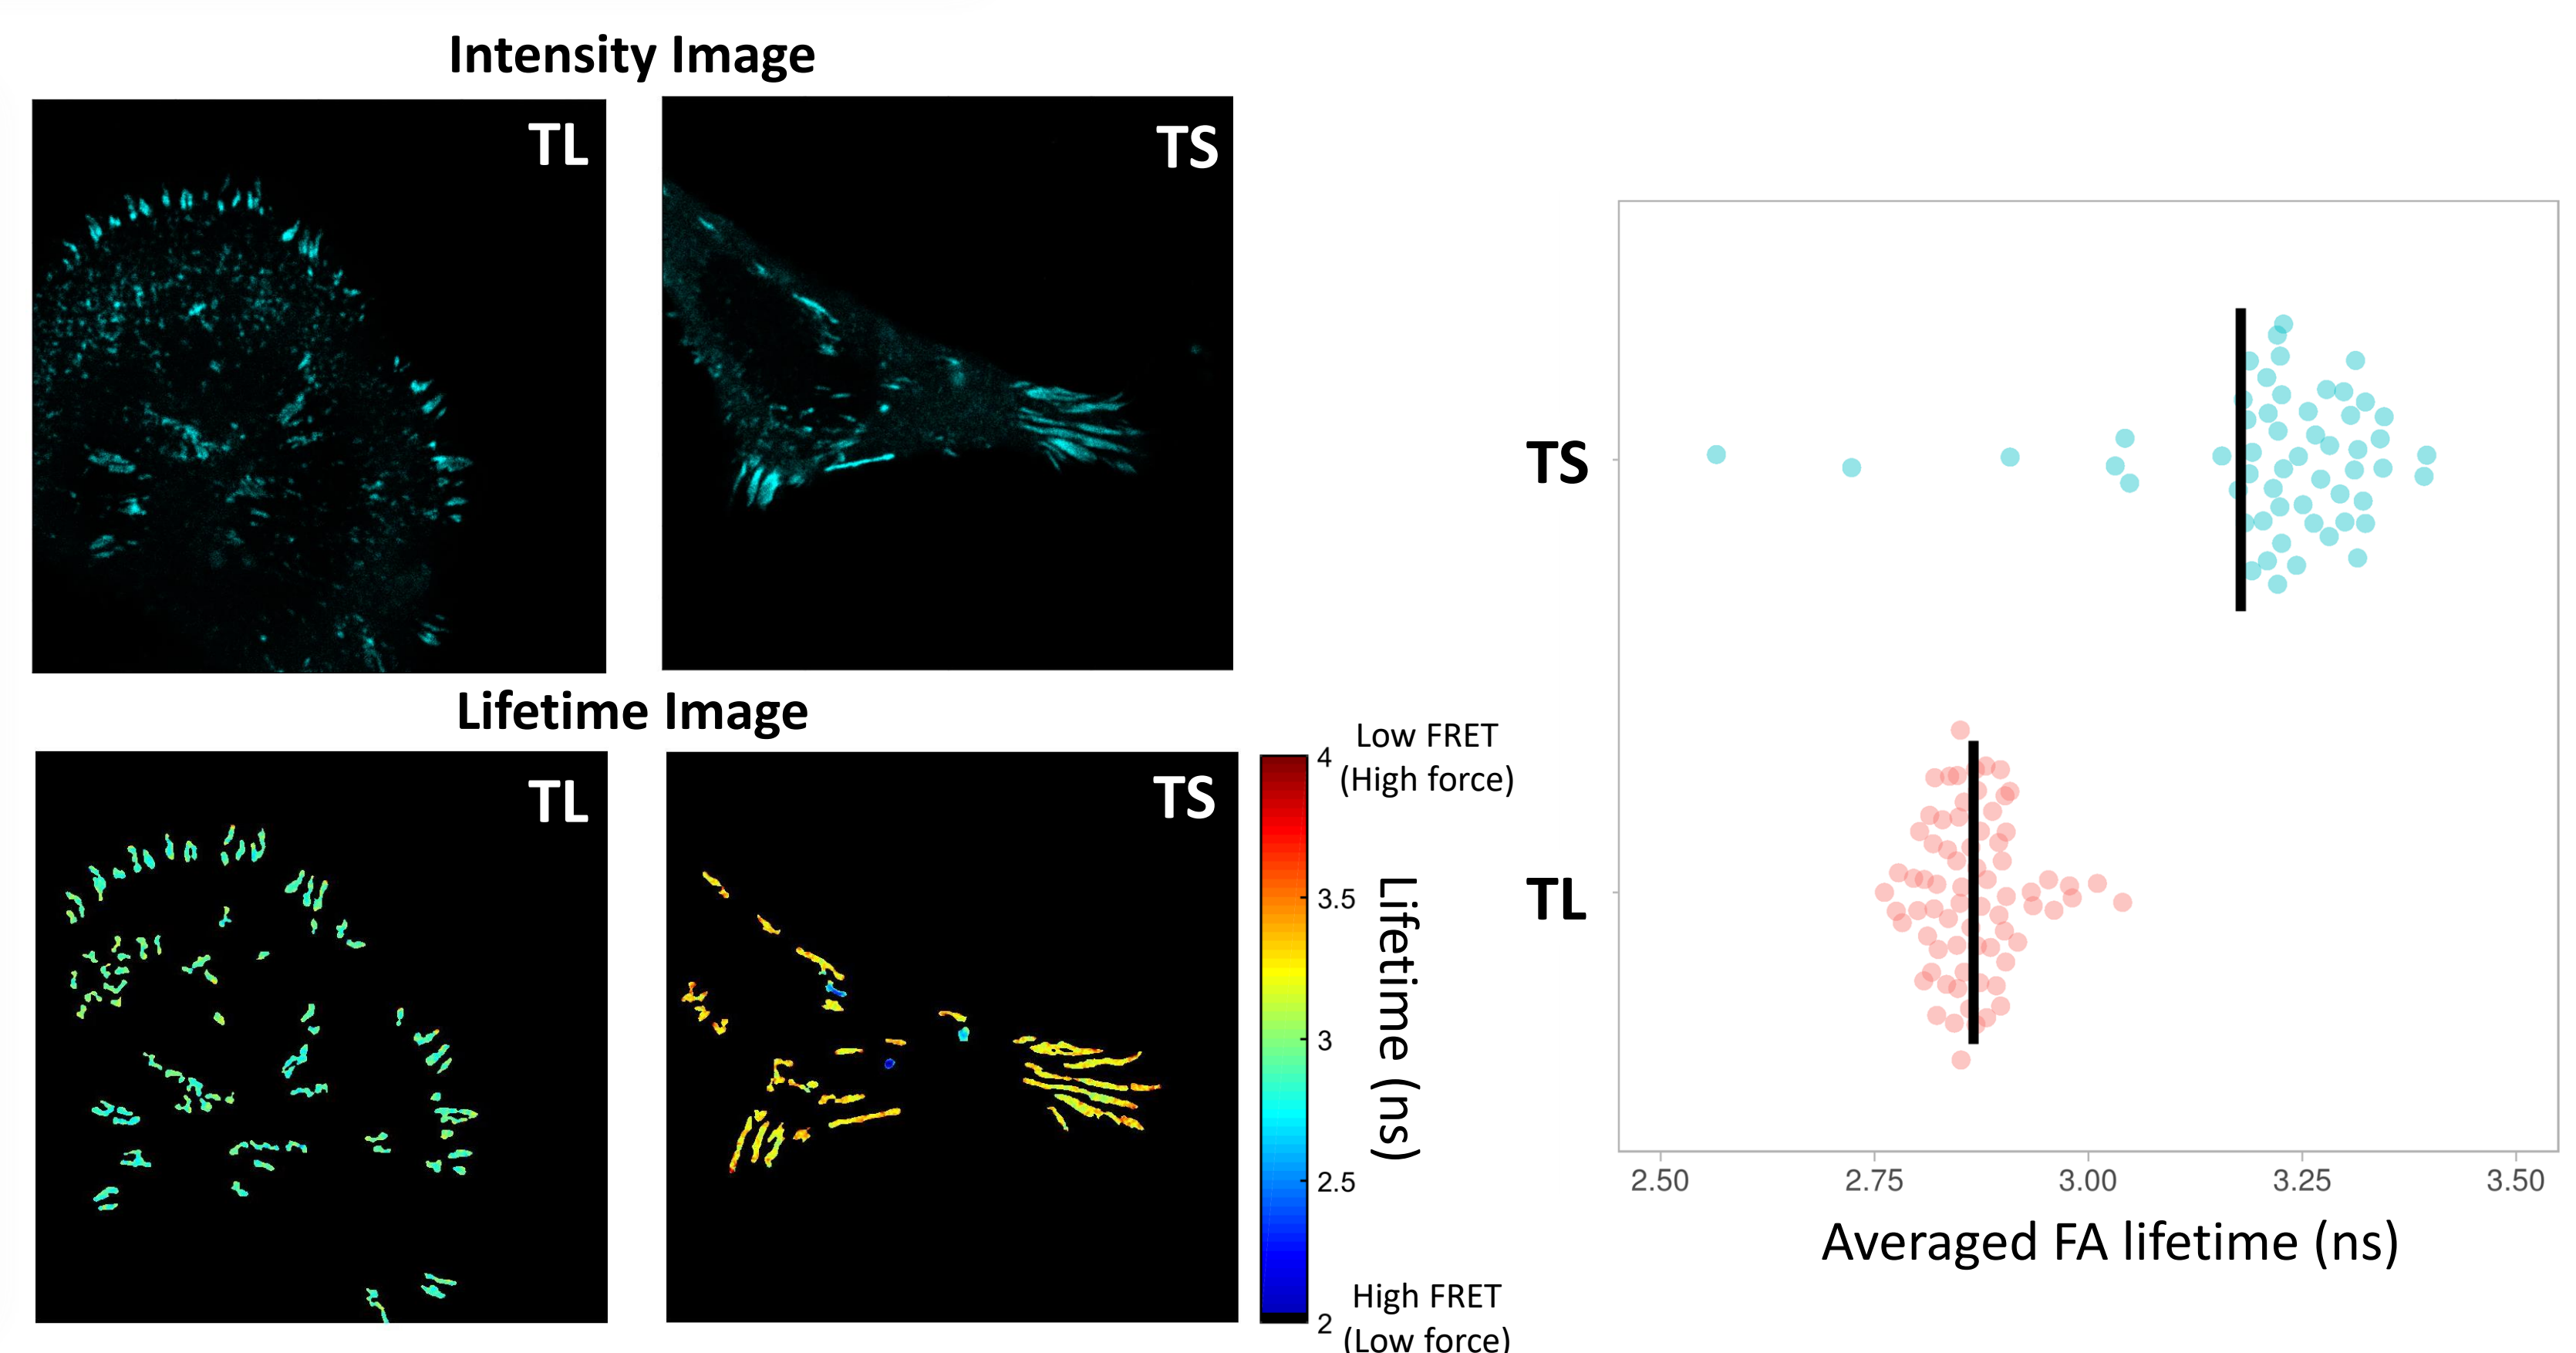 Intensity Image
TL
TS
Lifetime Image
TL
TS
Low FRET
(High force)
4
3.5
3
2.5
2
Lifetime (ns)
High FRET
(Low force)
TS
TL
2.50 2.75 3.00 3.25 3.50
Averaged FA lifetime (ns)